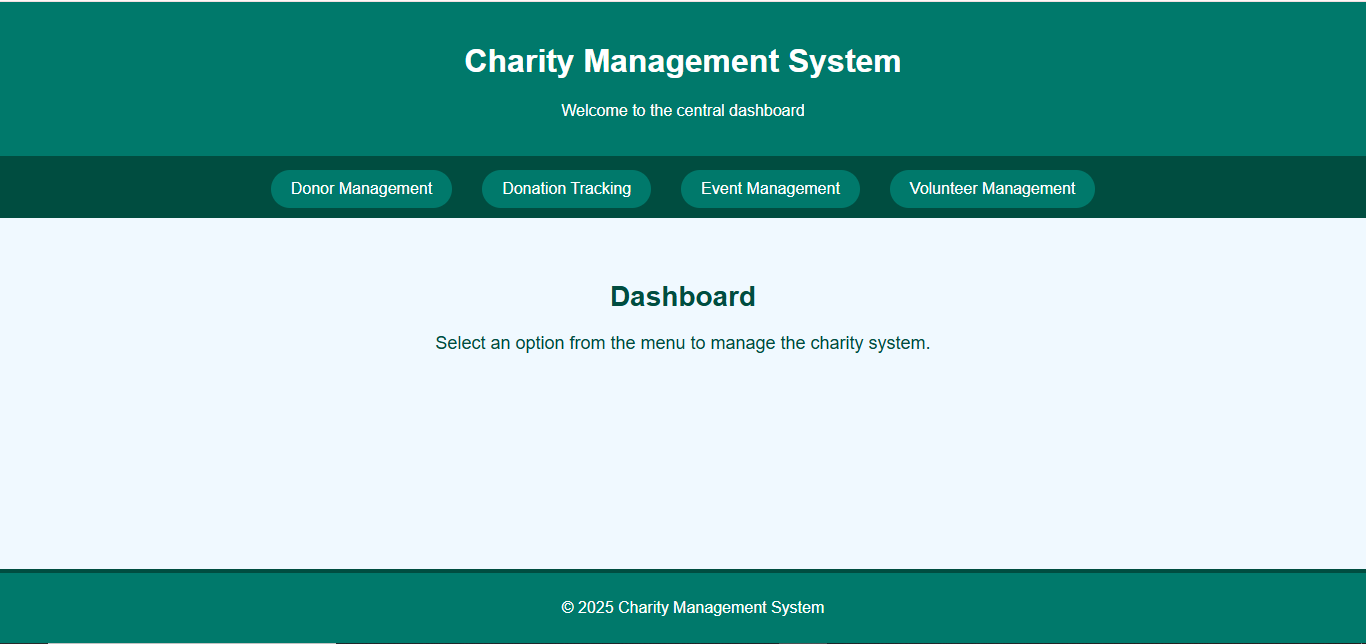 Charity Management System
Welcome to the central dashboard
Donor Management Donation Tracking Event Management Volunteer Management
Dashboard
Select an option from the menu to manage the charity system.
© 2025 Charity Management System